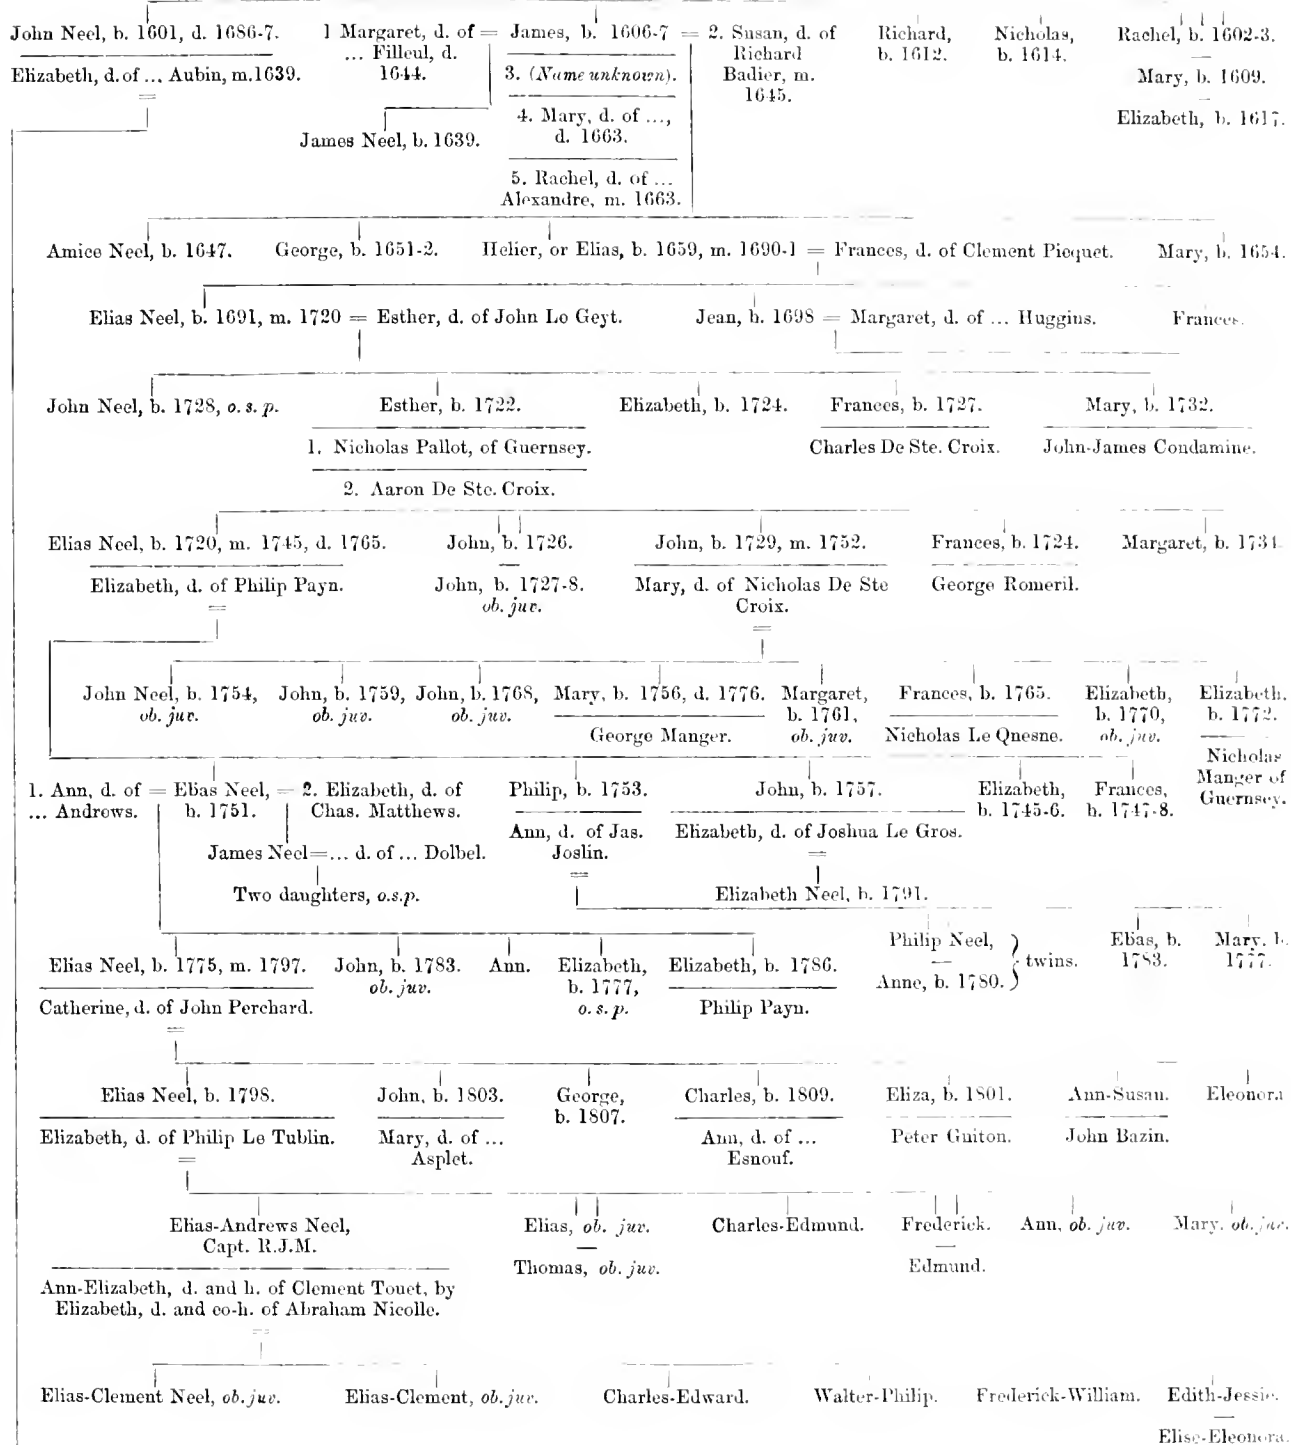 John Neel, b. 1601, d. 1686-7. 1 Margaret, d. of = James, b. 1606-7 = 2. Susan, d. of Richard, Nicholas, Rachel, b. 1602-3.
... Filleul, d. Richard b. 1612. b. 1614.
Elizabeth, d. of ... Aubin, m. 1639. 1644. 3. (Name unknown). Badier, m. Mary, b. 1609.
= 1645.
4. Mary, d. of ..., Elizabeth, b. 1617.
James Neel, b. 1639. d. 1663.
5. Rachel, d. of ...
Alexandre, m. 1663.
Amice Neel, b. 1647. George, b. 1651-2. Helier, or Elias, b. 1659, m. 1690-1 = Frances, d. of Clement Picquet. Mary, b. 1654.
Elias Neel, b. 1691, m. 1720 = Esther, d. of John Le Geyt. Jean, b. 1698 = Margaret, d. of ... Huggins. Frances.
John Neel, b. 1728, o. s. p. Esther, b. 1722. Elizabeth, b. 1724. Frances, b. 1727. Mary, b. 1732.
1. Nicholas Pallot, of Guernsey. Charles De Ste. Croix. John-James Condamine.
2. Aaron De Ste. Croix.
Elias Neel, b. 1720, m. 1745, d. 1765. John, b. 1726. John, b. 1729, m. 1752. Frances, b. 1724. Margaret, b. 1734.
Elizabeth, d. of Philip Payn. John, b. 1727-8. Mary, d. of Nicholas De Ste George Romeril.
= ob. juv. Croix.
=
John Neel, b. 1754, John, b. 1759, John, b. 1768, Mary, b. 1756, d. 1776. Margaret, Frances, b. 1765. Elizabeth, Elizabeth.
ob. juv. ob. juv. ob. juv. b. 1761, b. 1770, b. 1772.
George Manger. ob. juv. Nicholas Le Quesne. ob. juv.
Nicholas
1. Ann, d. of = Elias Neel, = 2. Elizabeth, d. of Philip, b. 1753. John, b. 1757. Elizabeth, Frances, Manger of
... Andrews. b. 1751. Chas. Matthews. b. 1745-6. b. 1747-8. Guernsey.
Ann, d. of Jas. Elizabeth, d. of Joshua Le Gros.
James Neel=... d. of ... Dolbel. Joslin. =
=
Two daughters, o.s.p. Elizabeth Neel, b. 1791.
Philip Neel, } twins. Elias, b. Mary. b.
Elias Neel, b. 1775, m. 1797. John, b. 1783. Ann. Elizabeth, Elizabeth, b. 1786. Anne, b. 1780. 1783. 1777.
ob. juv. b. 1777,
Catherine, d. of John Perchard. o. s. p. Philip Payn.
=
Elias Neel, b. 1798. John, b. 1803. George, Charles, b. 1809. Eliza, b. 1801. Ann-Susan. Eleonora
b. 1807.
Elizabeth, d. of Philip Le Tublin. Mary, d. of ... Ann, d. of ... Peter Guiton. John Bazin.
= Asplet. Esnouf.
Elias-Andrews Neel, Elias, ob. juv. Charles-Edmund. Frederick. Ann, ob. juv. Mary. ob. juv.
Capt. R.J.M.
Thomas, ob. juv. Edmund.
Ann-Elizabeth, d. and h. of Clement Touet, by
Elizabeth, d. and co-h. of Abraham Nicolle.
=
Elias-Clement Neel, ob. juv. Elias-Clement, ob. juv. Charles-Edward. Walter-Philip. Frederick-William. Edith-Jessie.
Elise-Eleonora.